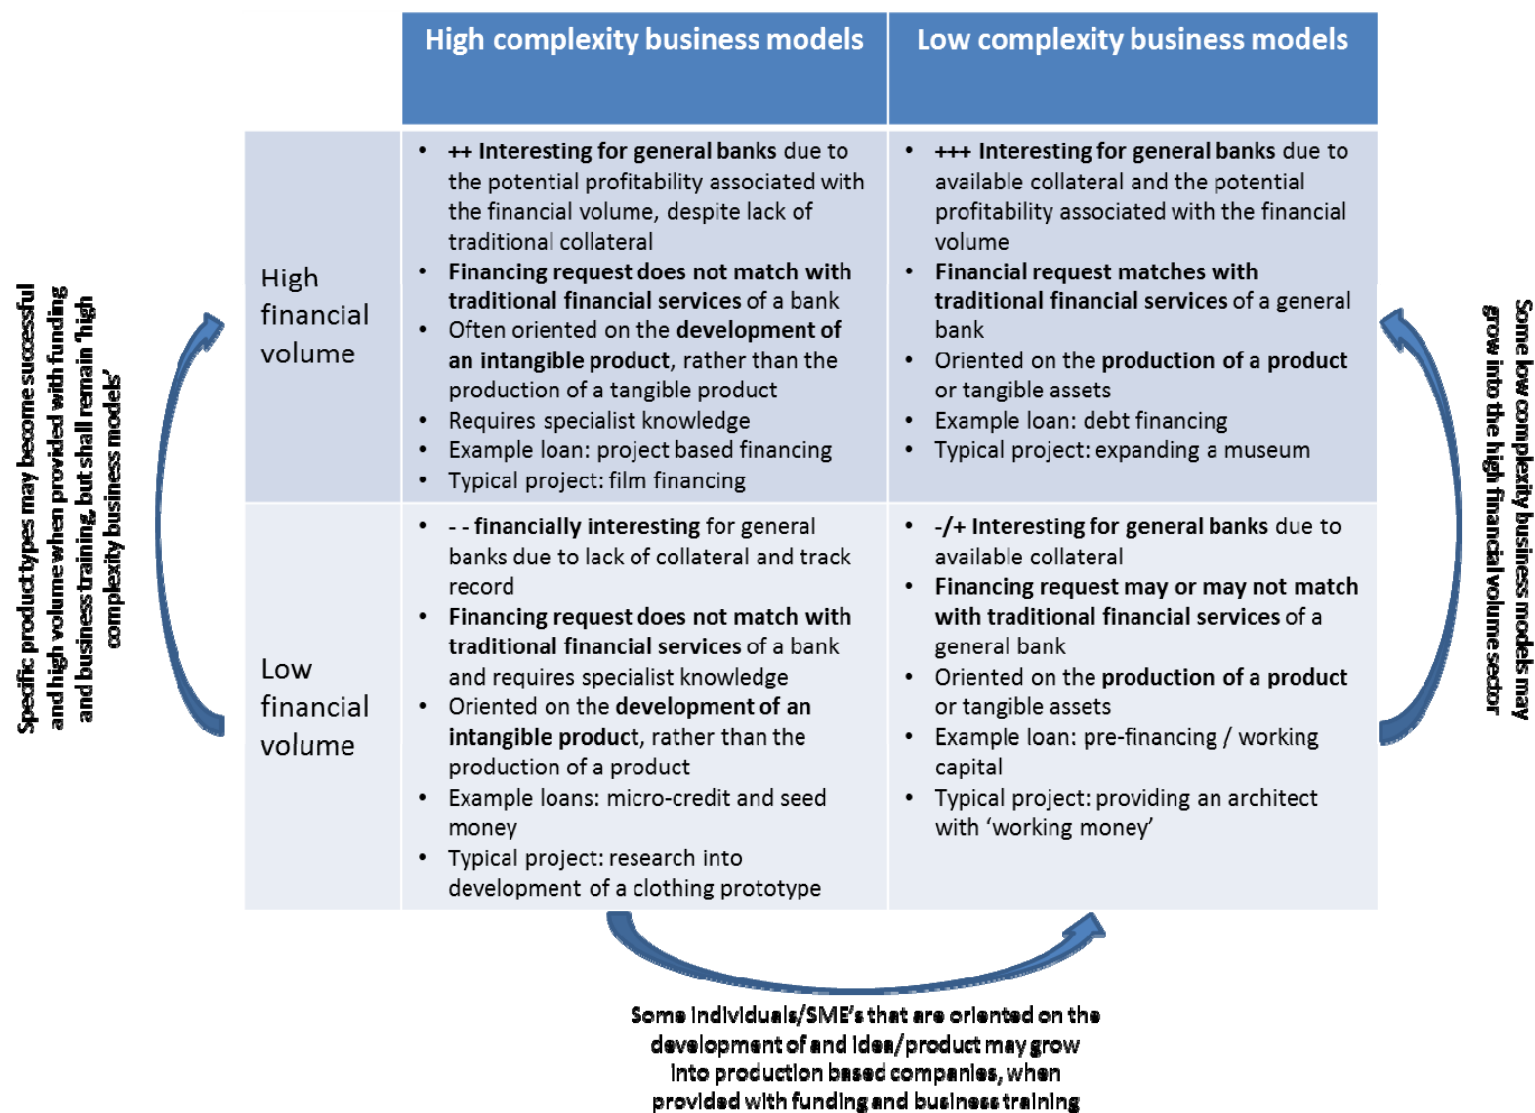 High complexity business models
Low complexity business models
High
financial
volume
• ++ Interesting for general banks due to
the potential profitability associated with
the financial volume, despite lack of
traditional collateral
• Financing request does not match with
traditional financial services of a bank
• Often oriented on the development of
an intangible product, rather than the
production of a tangible product
• Requires specialist knowledge
• Example loan: project based financing
• Typical project: film financing
• +++ Interesting for general banks due to
available collateral and the potential
profitability associated with the financial
volume
• Financial request matches with
traditional financial services of a general
bank
• Oriented on the production of a product
or tangible assets
• Example loan: debt financing
• Typical project: expanding a museum
Low
financial
volume
• - - financially interesting for general
banks due to lack of collateral and track
record
• Financing request does not match with
traditional financial services of a bank
and requires specialist knowledge
• Oriented on the development of an
intangible product, rather than the
production of a product
• Example loans: micro-credit and seed
money
• Typical project: research into
development of a clothing prototype
• -/+ Interesting for general banks due to
available collateral
• Financing request may or may not match
with traditional financial services of a
general bank
• Oriented on the production of a product
or tangible assets
• Example loan: pre-financing / working
capital
• Typical project: providing an architect
with ‘working money’
Specific product types may become successful
and high volume when provided with funding
and business training, but shall remain ‘high
complexity business models’
Some low complexity business models may
grow into the high financial volume sector
Some individuals/SME’s that are oriented on the
development of and idea/product may grow
into production based companies, when
provided with funding and business training